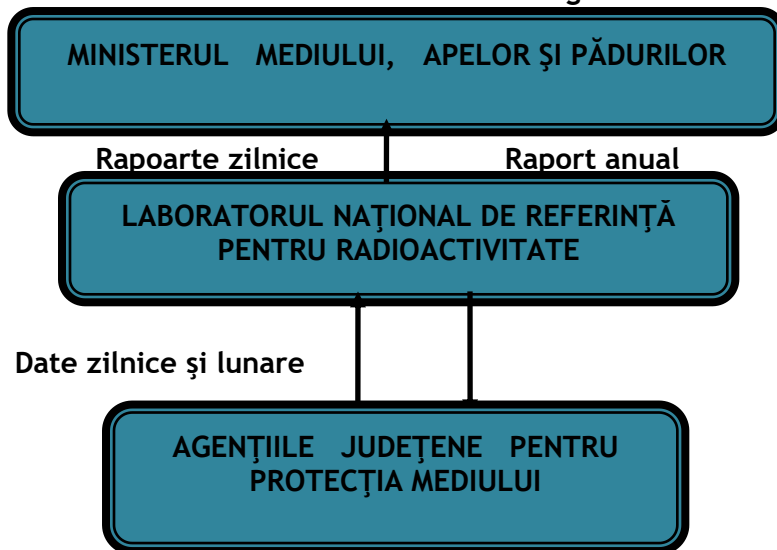 MINISTERUL MEDIULUI, APELOR ŞI PĂDURILOR
Rapoarte zilnice Raport anual
LABORATORUL NAŢIONAL DE REFERINŢĂ
PENTRU RADIOACTIVITATE
Date zilnice şi lunare
AGENŢIILE JUDEŢENE PENTRU
PROTECŢIA MEDIULUI